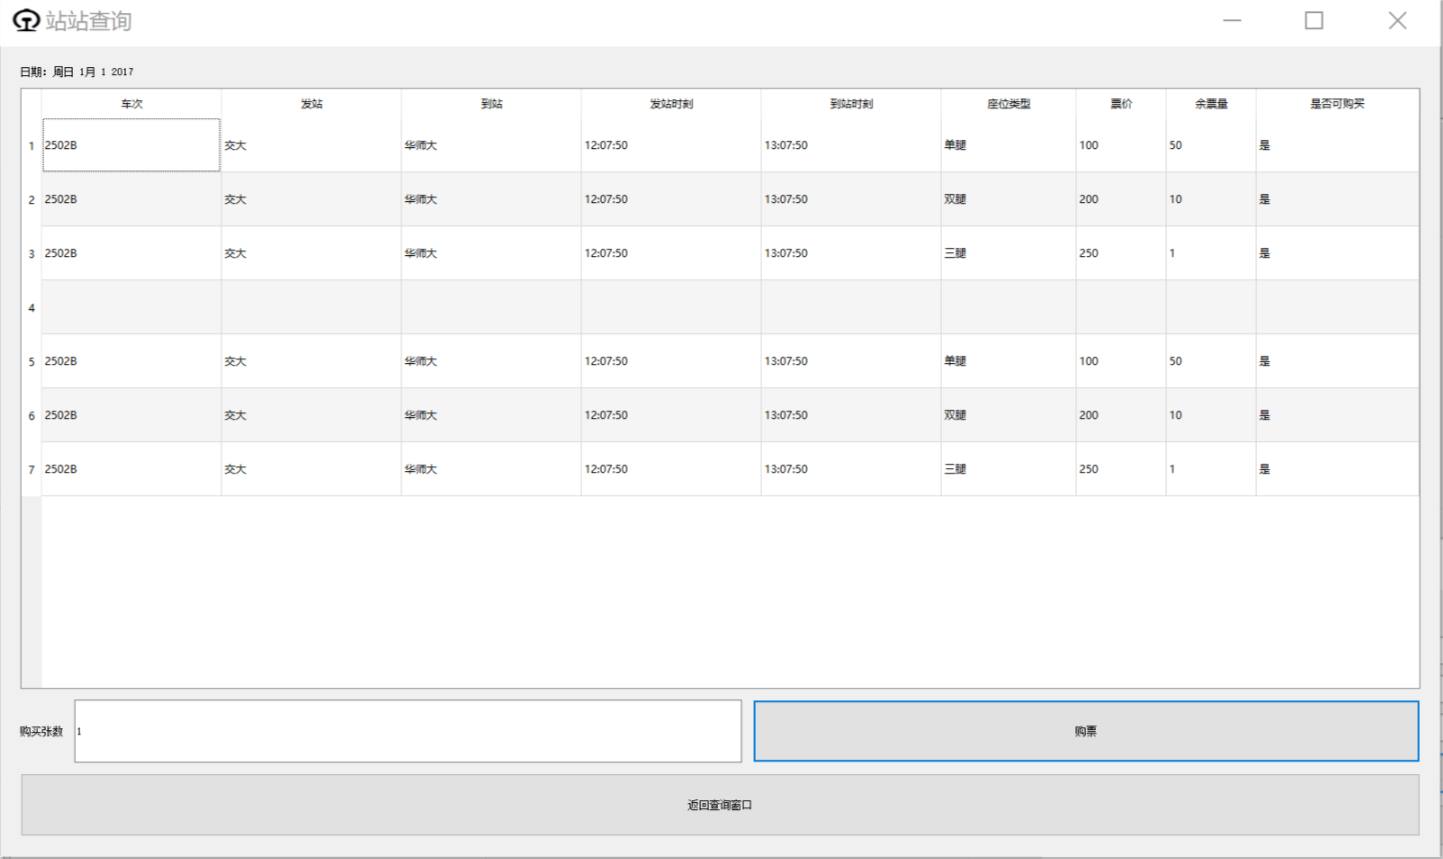 站站查询
日期：周日 1月 1 2017
车次 发站 到站 发站时刻 到站时刻 座位类型 票价 余票量 是否可购买
1 2502B 交大 华师大 12:07:50 13:07:50 单腿 100 50 是
2 2502B 交大 华师大 12:07:50 13:07:50 双腿 200 10 是
3 2502B 交大 华师大 12:07:50 13:07:50 三腿 250 1 是
4
5 2502B 交大 华师大 12:07:50 13:07:50 单腿 100 50 是
6 2502B 交大 华师大 12:07:50 13:07:50 双腿 200 10 是
7 2502B 交大 华师大 12:07:50 13:07:50 三腿 250 1 是
购买张数 1 购票
返回查询窗口